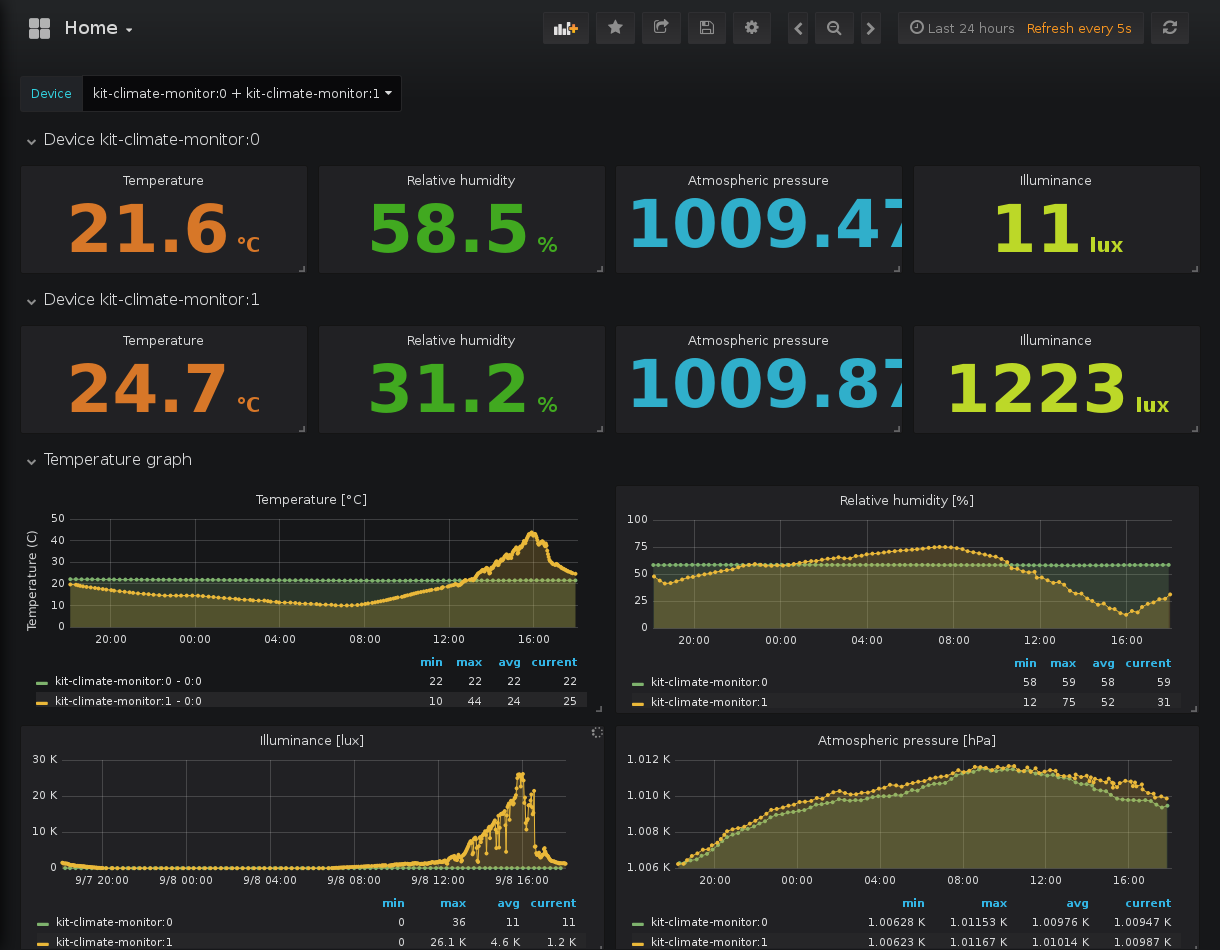 Home
Last 24 hours Refresh every 5s
Device kit-climate-monitor:0 + kit-climate-monitor:1
Device kit-climate-monitor:0
Temperature Relative humidity Atmospheric pressure Illuminance
21.6 °C 58.5 % 1009.47 11 lux
Device kit-climate-monitor:1
Temperature Relative humidity Atmospheric pressure Illuminance
24.7 °C 31.2 % 1009.87 1223 lux
Temperature graph
Temperature [°C]
Temperature (C)
50
40
30
20
10
0
20:00 00:00 04:00 08:00 12:00 16:00
min max avg current
kit-climate-monitor:0 - 0:0 22 22 22 22
kit-climate-monitor:1 - 0:0 10 44 24 25
Relative humidity [%]
100
75
50
25
0
20:00 00:00 04:00 08:00 12:00 16:00
min max avg current
kit-climate-monitor:0 58 59 58 59
kit-climate-monitor:1 12 75 52 31
Illuminance [lux]
30 K
20 K
10 K
0
9/7 20:00 9/8 00:00 9/8 04:00 9/8 08:00 9/8 12:00 9/8 16:00
min max avg current
kit-climate-monitor:0 0 36 11 11
kit-climate-monitor:1 0 26.1 K 4.6 K 1.2 K
Atmospheric pressure [hPa]
1.012 K
1.010 K
1.008 K
1.006 K
20:00 00:00 04:00 08:00 12:00 16:00
min max avg current
kit-climate-monitor:0 1.00628 K 1.01153 K 1.00976 K 1.00947 K
kit-climate-monitor:1 1.00623 K 1.01167 K 1.01014 K 1.00987 K